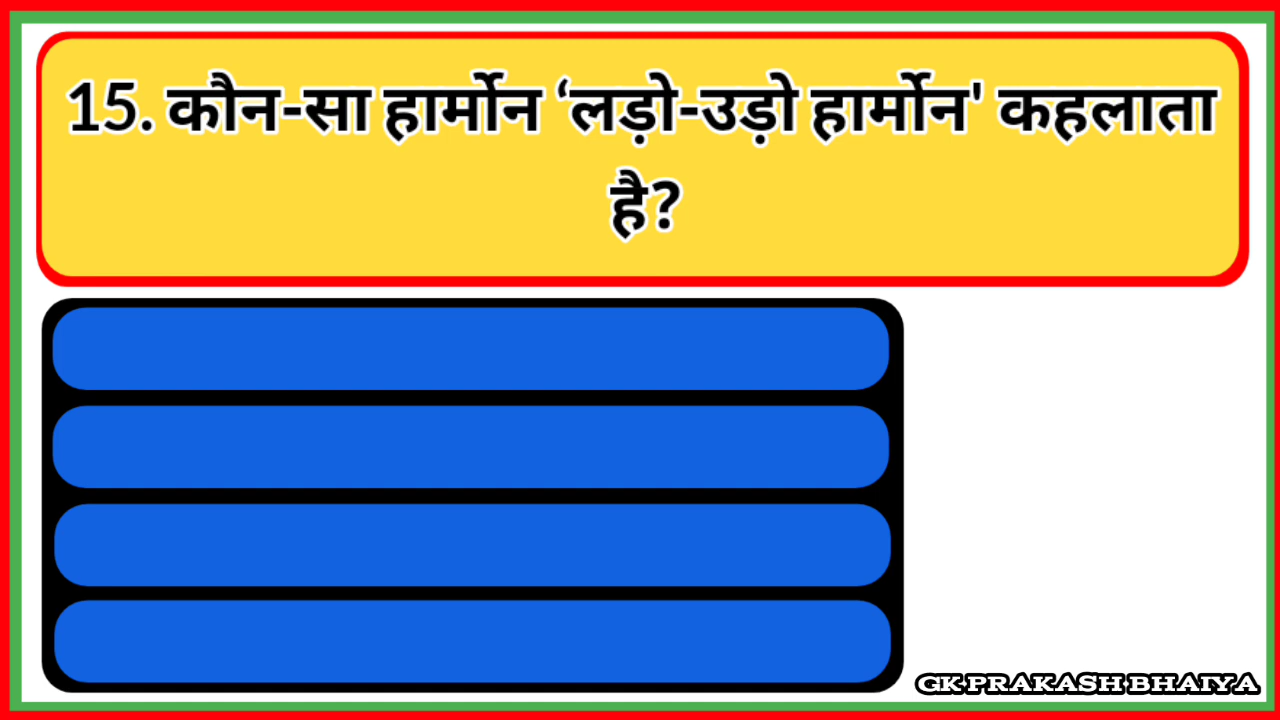 15. कौन-सा हार्मोन ‘लड़ो-उड़ो हार्मोन' कहलाता
है?
GK PRAKASH BHAIYA